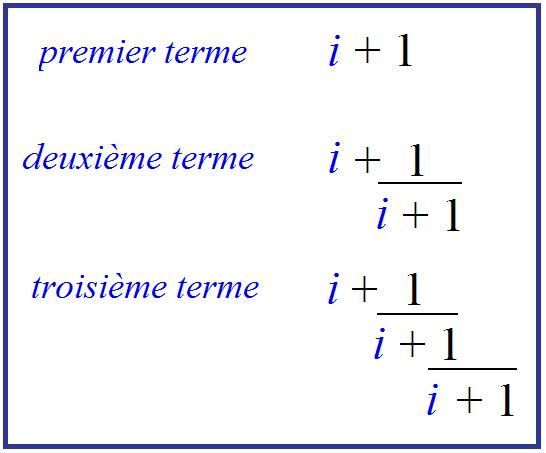 premier terme i + 1
deuxième terme i + 1
i + 1
troisième terme i + 1
i + 1
i + 1